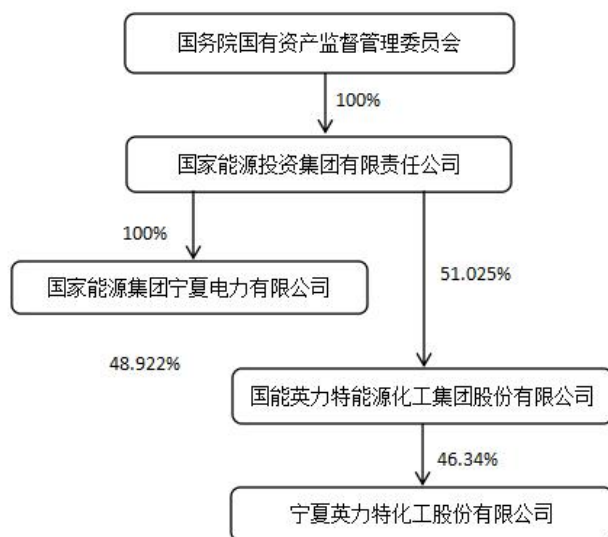 国务院国有资产监督管理委员会
100%
国家能源投资集团有限责任公司
100%
51.025%
国家能源集团宁夏电力有限公司
48.922%
国能英力特能源化工集团股份有限公司
46.34%
宁夏英力特化工股份有限公司